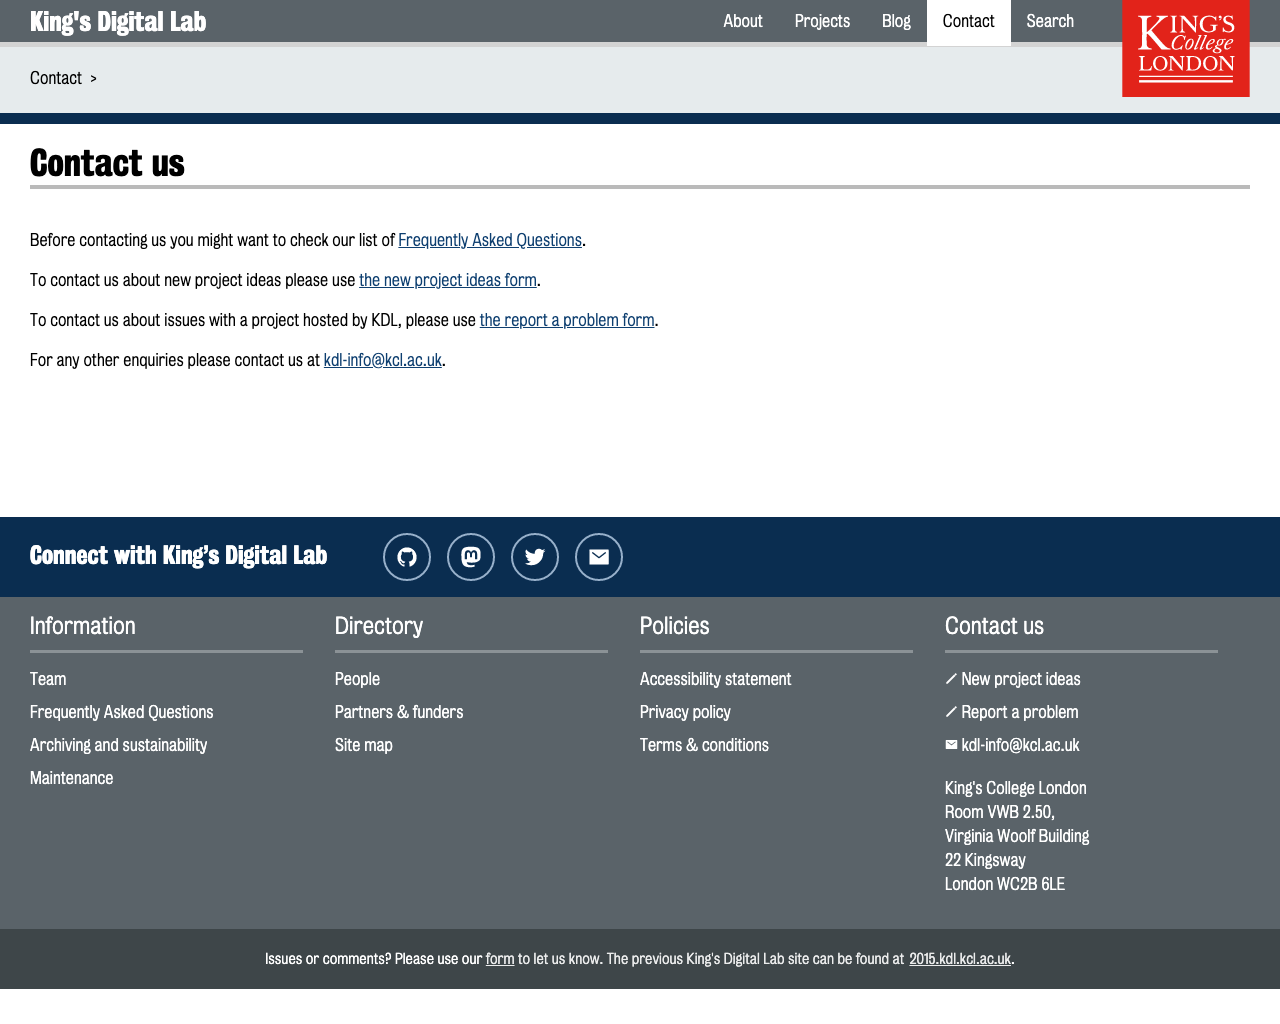 King's Digital Lab
About
Projects
Blog
Contact
Search
KING'S
College
LONDON
Contact >
Contact us
Before contacting us you might want to check our list of Frequently Asked Questions.
To contact us about new project ideas please use the new project ideas form.
To contact us about issues with a project hosted by KDL, please use the report a problem form.
For any other enquiries please contact us at kdl-info@kcl.ac.uk.
Connect with King’s Digital Lab
Information
Team
Frequently Asked Questions
Archiving and sustainability
Maintenance
Directory
People
Partners & funders
Site map
Policies
Accessibility statement
Privacy policy
Terms & conditions
Contact us
New project ideas
Report a problem
kdl-info@kcl.ac.uk
King's College London
Room VWB 2.50,
Virginia Woolf Building
22 Kingsway
London WC2B 6LE
Issues or comments? Please use our form to let us know. The previous King's Digital Lab site can be found at 2015.kdl.kcl.ac.uk.